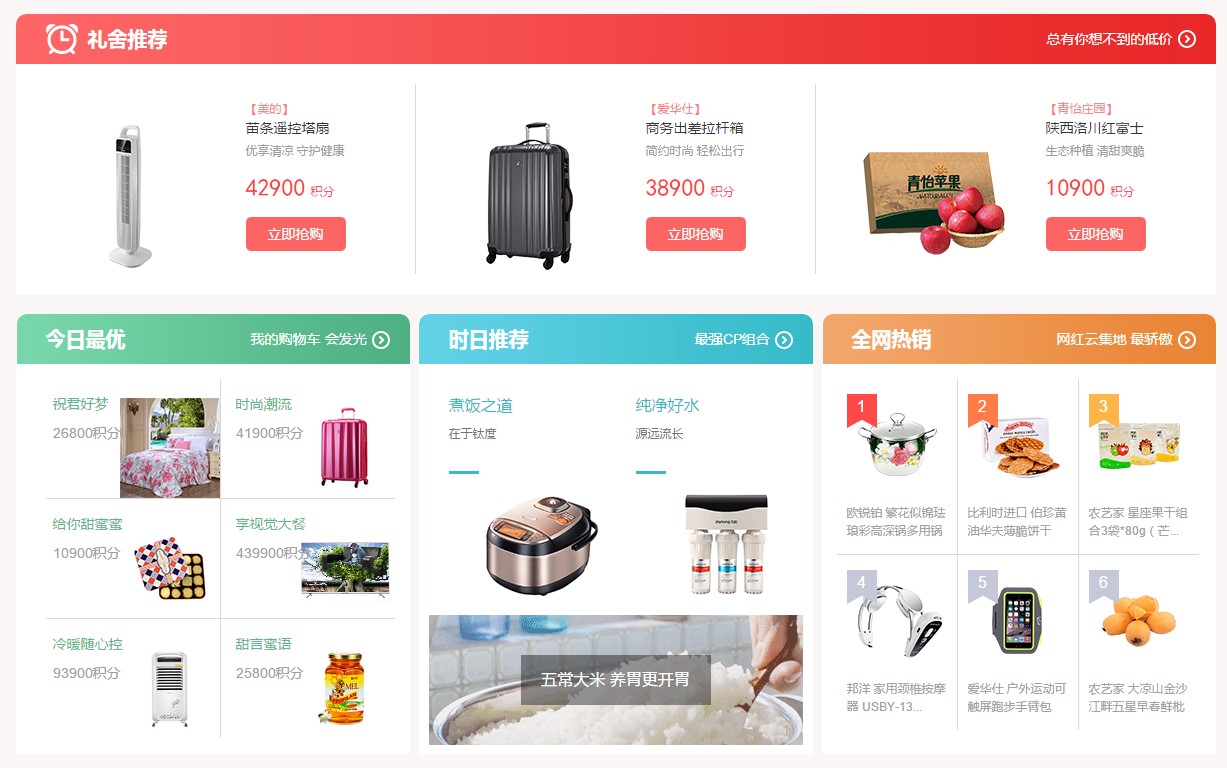 礼舍推荐
总有你想不到的低价
【美的】
苗条遥控塔扇
优享清凉 守护健康
42900 积分
立即抢购
【爱华仕】
商务出差拉杆箱
简约时尚 轻松出行
38900 积分
立即抢购
青怡苹果
【青怡庄园】
陕西洛川红富士
生态种植 清甜爽脆
10900 积分
立即抢购
今日最优
我的购物车 会发光
祝君好梦
26800积分
时尚潮流
41900积分
给你甜蜜蜜
10900积分
享视觉大餐
439900积分
冷暖随心控
93900积分
甜言蜜语
25800积分
时日推荐
最强CP组合
煮饭之道
在于钛度
纯净好水
源远流长
Joyoung 九阳
五常大米 养胃更开胃
全网热销
网红云集地 最骄傲
1
欧锐铂 繁花似锦珐
琅彩高深锅多用锅
2
比利时进口 伯珍黄
油华夫薄脆饼干
3
农艺家 星座果干组
合3袋*80g ( 芒...
4
邦洋 家用颈椎按摩
器 USBY-13...
5
爱华仕 户外运动可
触屏跑步手臂包
6
农艺家 大凉山金沙
江畔五星早春鲜枇